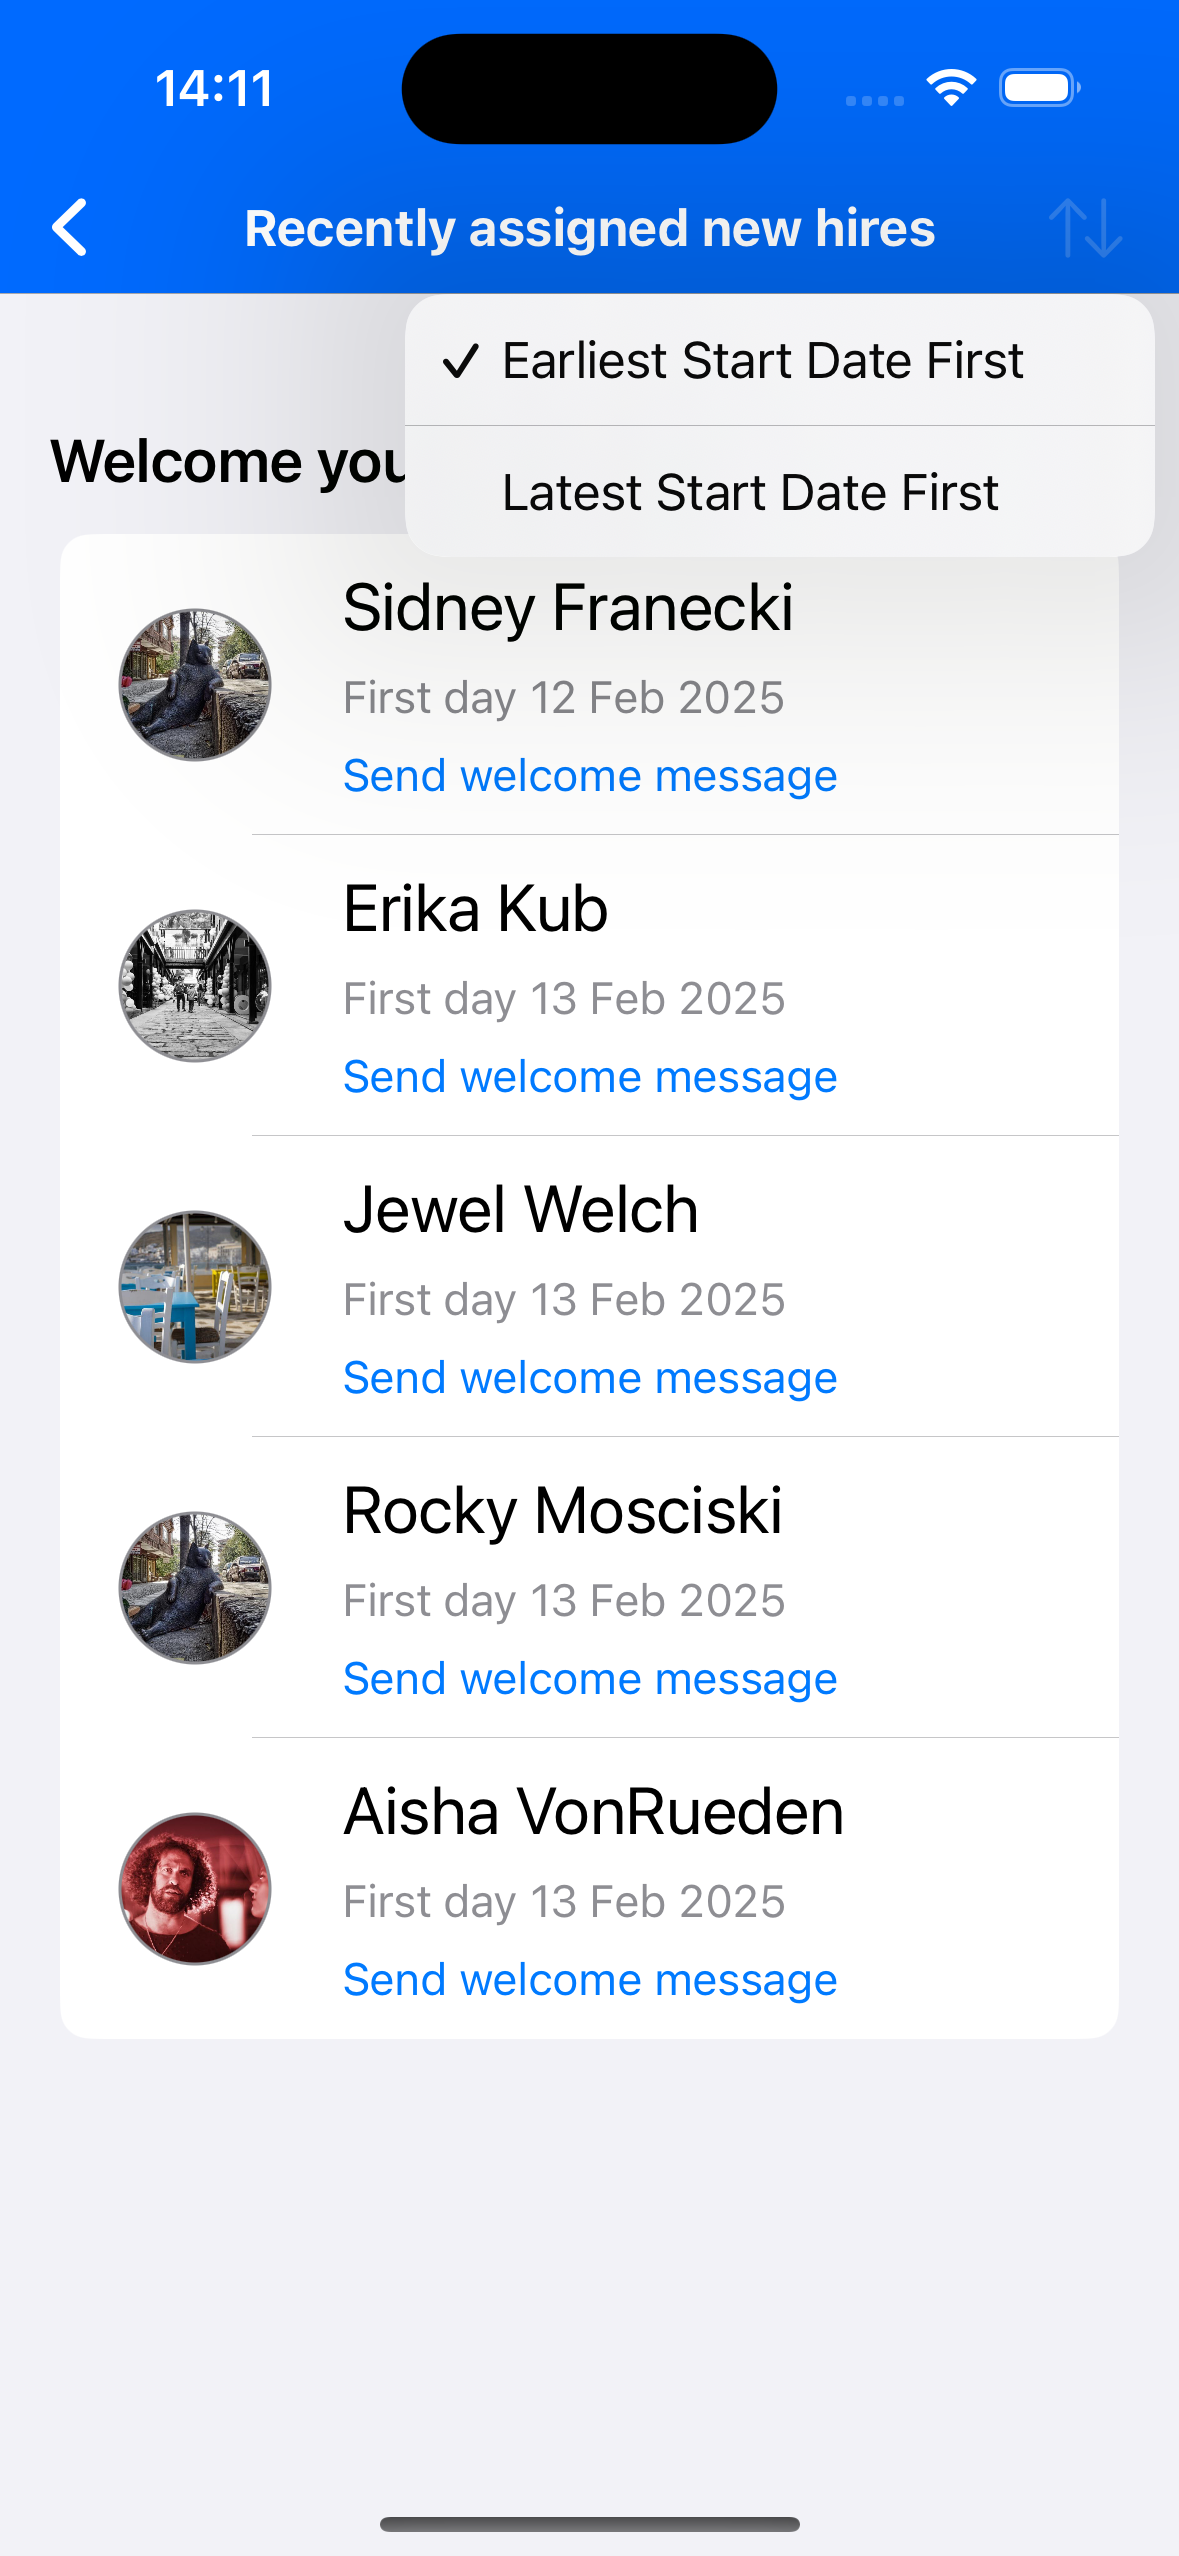 14:11
Recently assigned new hires
Earliest Start Date First
Latest Start Date First
Welcome you
Sidney Franecki
First day 12 Feb 2025
Send welcome message
Erika Kub
First day 13 Feb 2025
Send welcome message
Jewel Welch
First day 13 Feb 2025
Send welcome message
Rocky Mosciski
First day 13 Feb 2025
Send welcome message
Aisha VonRueden
First day 13 Feb 2025
Send welcome message